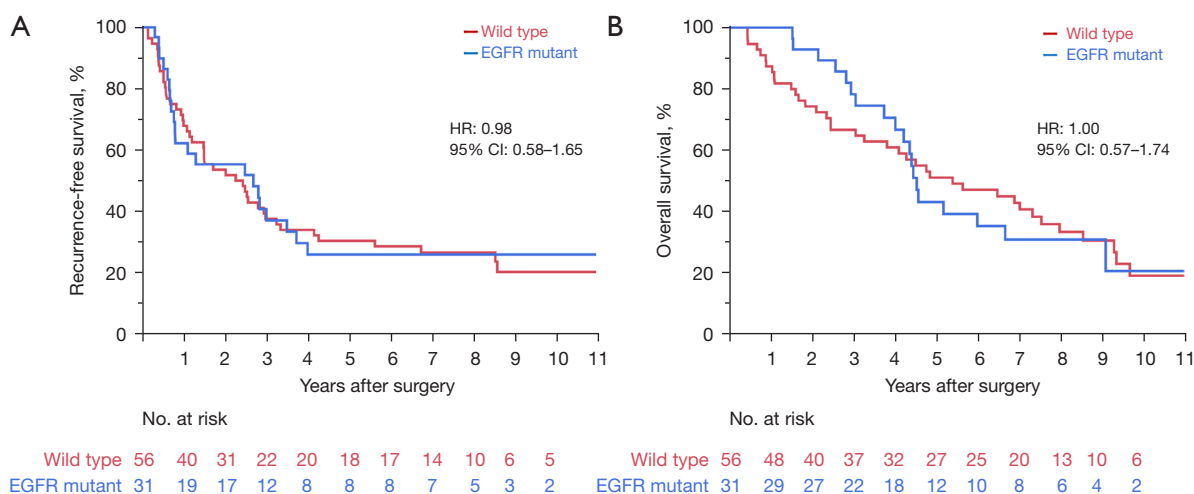 A
Recurrence-free survival, %
100
80
60
40
20
0
Wild type
EGFR mutant
HR: 0.98
95% CI: 0.58–1.65
1 2 3 4 5 6 7 8 9 10 11
Years after surgery
No. at risk
Wild type 56 40 31 22 20 18 17 14 10 6 5
EGFR mutant 31 19 17 12 8 8 8 7 5 3 2
B
Overall survival, %
100
80
60
40
20
0
Wild type
EGFR mutant
HR: 1.00
95% CI: 0.57–1.74
1 2 3 4 5 6 7 8 9 10 11
Years after surgery
No. at risk
Wild type 56 48 40 37 32 27 25 20 13 10 6
EGFR mutant 31 29 27 22 18 12 10 8 6 4 2